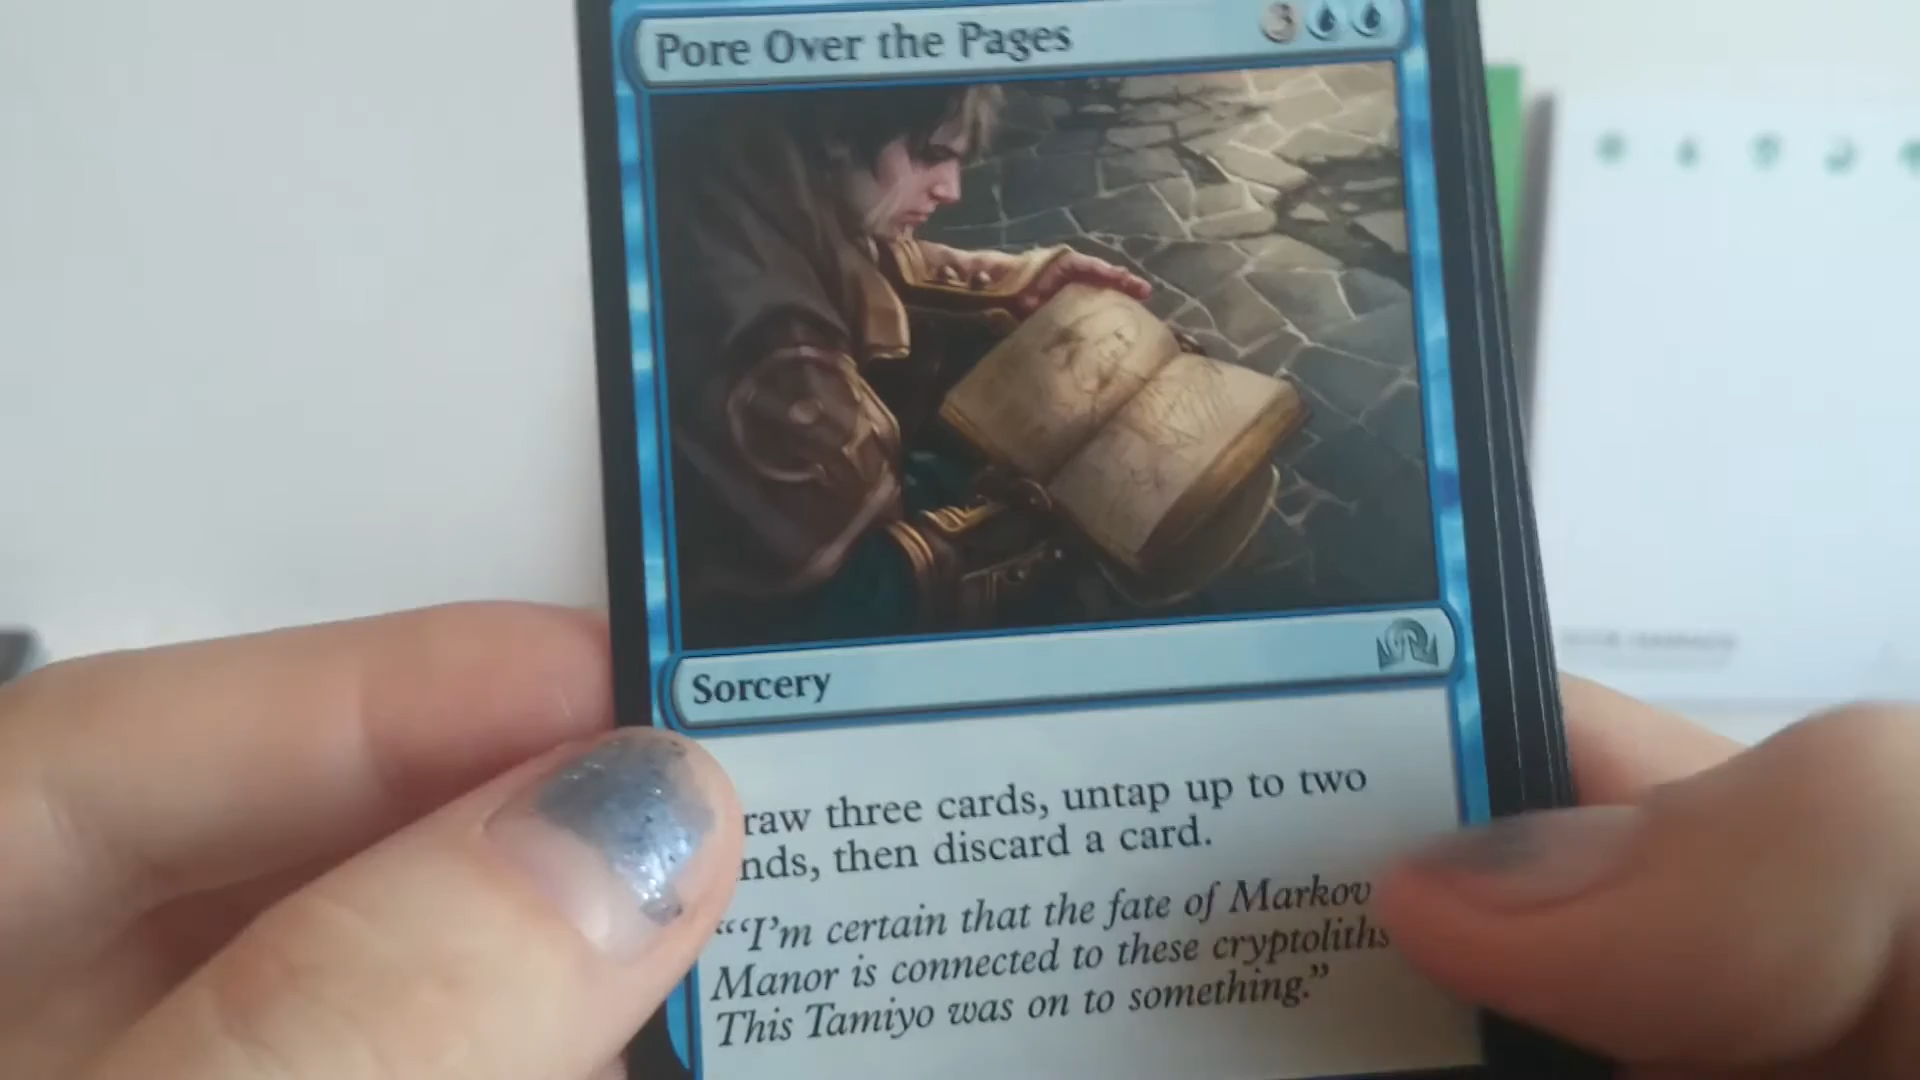 Pore Over the Pages 3
Sorcery
raw three cards, untap up to two
nds, then discard a card.
“‘I’m certain that the fate of Markov
Manor is connected to these cryptoliths
This Tamiyo was on to something.”